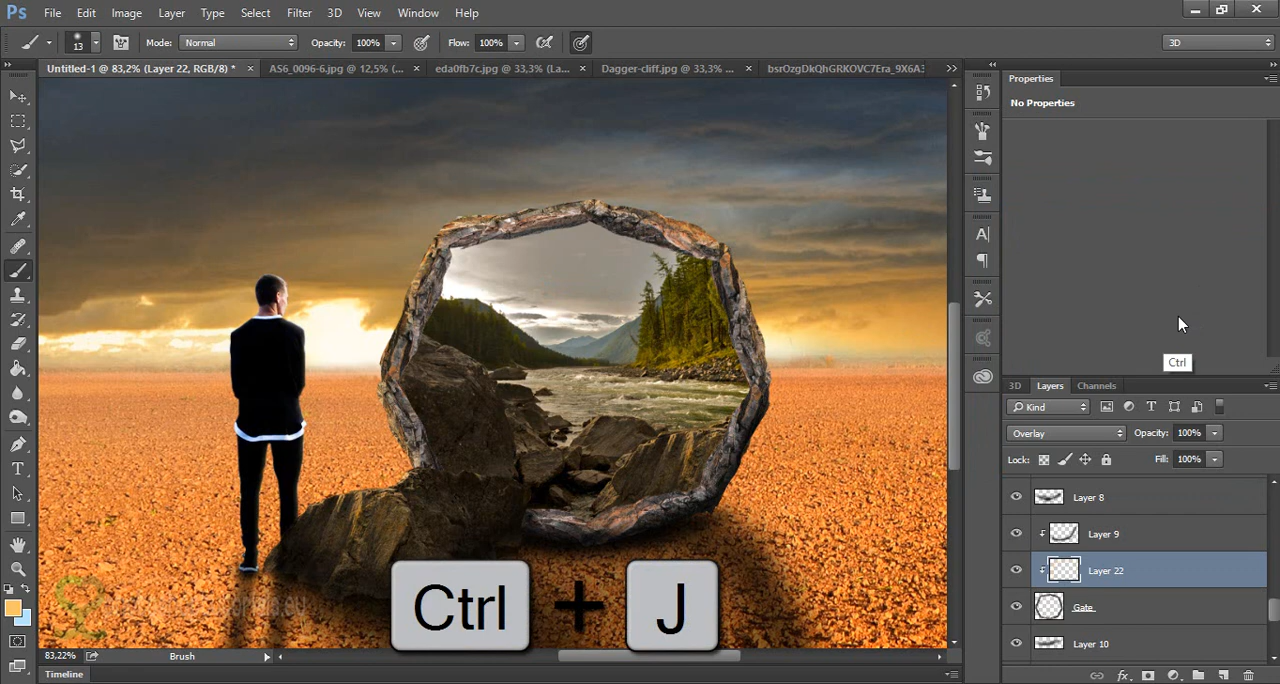 Ps File Edit Image Layer Type Select Filter 3D View Window Help
13 Mode: Normal Opacity: 100% Flow: 100% 3D
Untitled-1 @ 83,2% (Layer 22, RGB/8) * AS6_0096-6.jpg @ 12,5% (... eda0fb7c.jpg @ 33,3% (La... Dagger-cliff.jpg @ 33,3% ... bsrOzgDkQhGRKOVC7Era_9X6A3
Properties
No Properties
Ctrl
3D Layers Channels
Kind T
Overlay Opacity: 100%
Lock: Fill: 100%
Layer 8
Layer 9
Layer 22
Gate
Layer 10
Ctrl + J
83,22% Brush
Timeline
fx